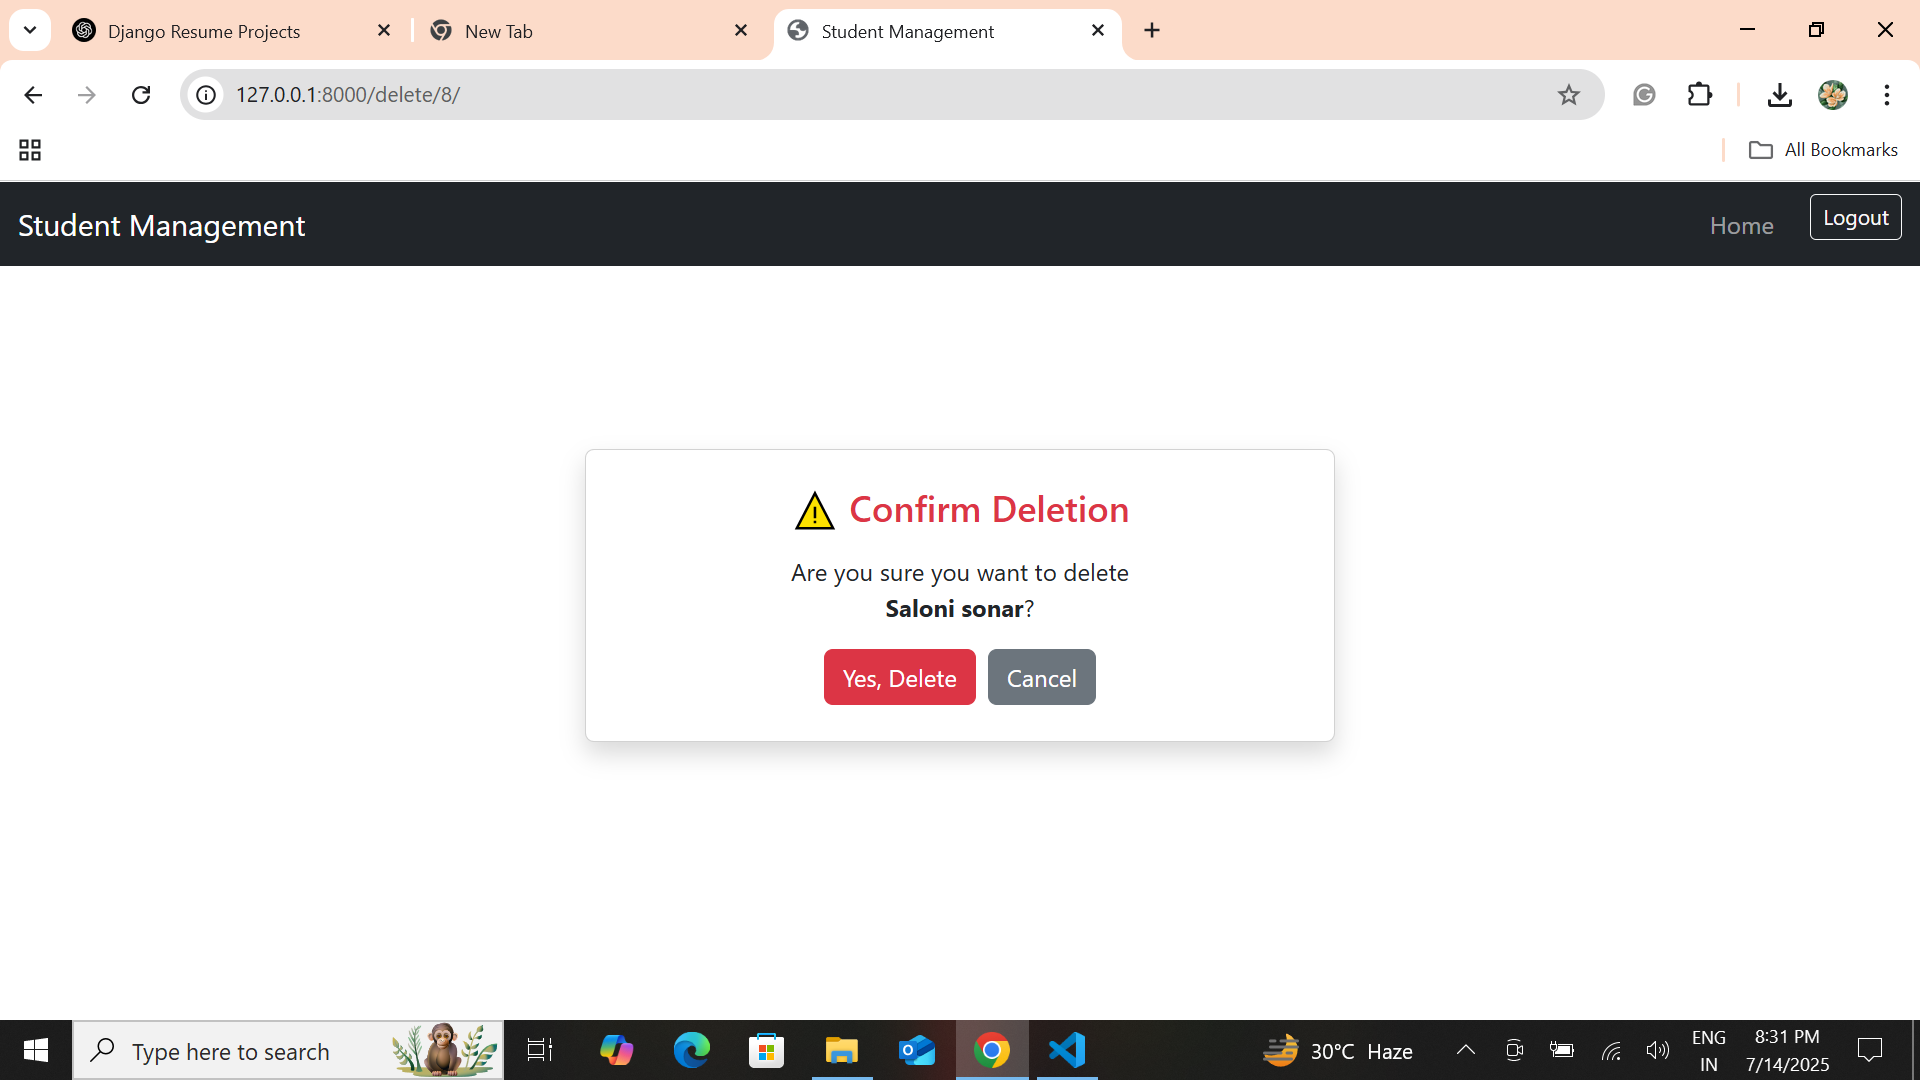 Django Resume Projects
New Tab
Student Management
127.0.0.1:8000/delete/8/
All Bookmarks
Student Management
Home
Logout
Confirm Deletion
Are you sure you want to delete
Saloni sonar?
Yes, Delete
Cancel
Type here to search
30°C Haze
ENG
IN
8:31 PM
7/14/2025